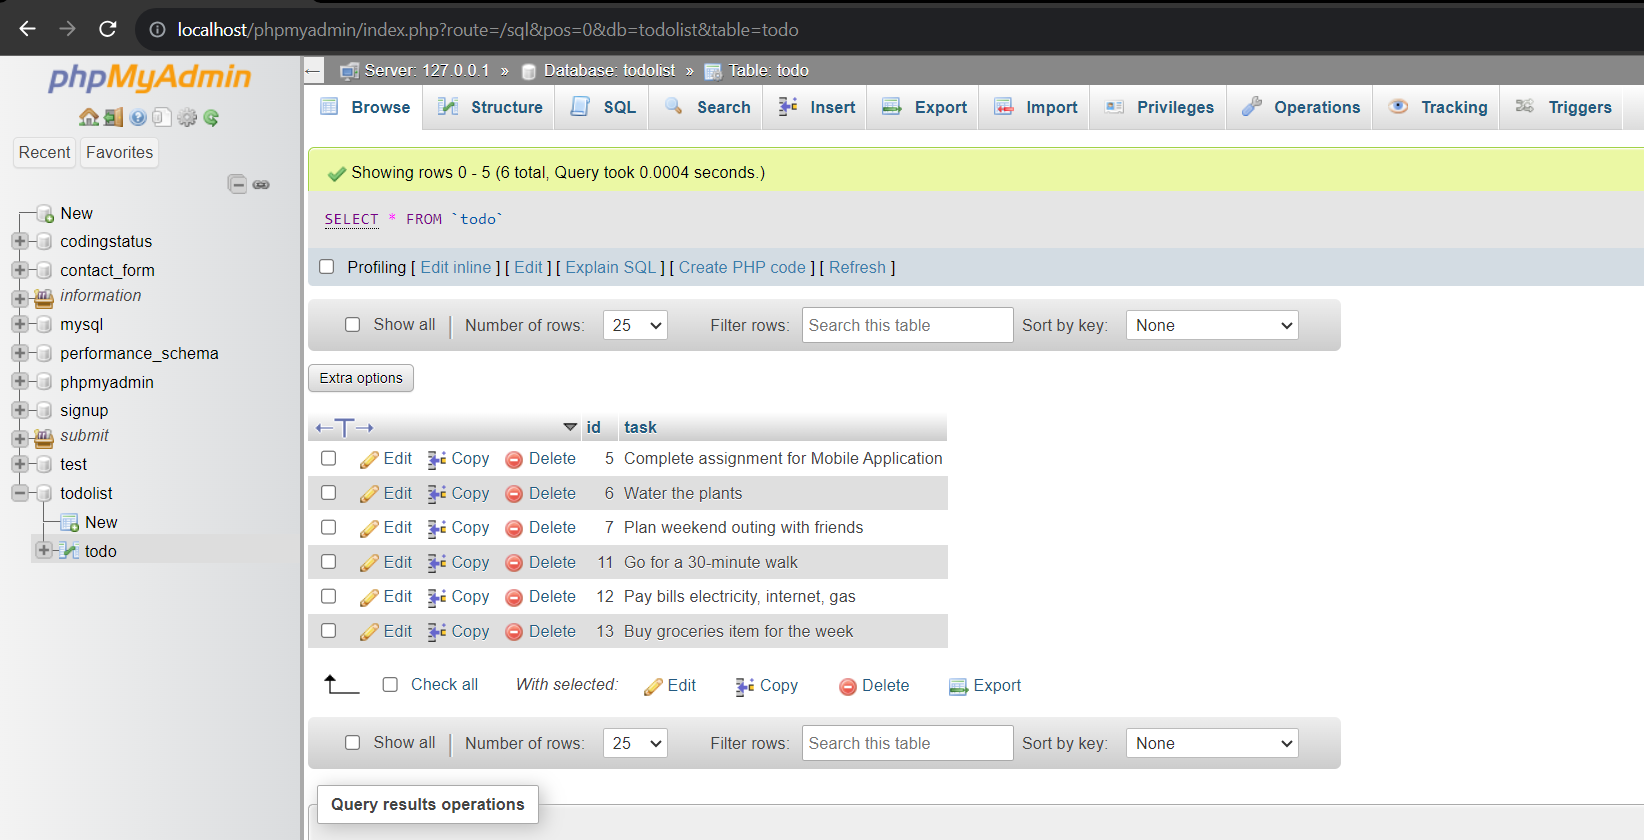 localhost/phpmyadmin/index.php?route=/sql&pos=0&db=todolist&table=todo
phpMyAdmin
Recent Favorites
New
codingstatus
contact_form
information
mysql
performance_schema
phpmyadmin
signup
submit
test
todolist
New
todo
Server: 127.0.0.1 » Database: todolist » Table: todo
Browse Structure SQL Search Insert Export Import Privileges Operations Tracking Triggers
Showing rows 0 - 5 (6 total, Query took 0.0004 seconds.)
SELECT * FROM `todo`
Profiling [ Edit inline ] [ Edit ] [ Explain SQL ] [ Create PHP code ] [ Refresh ]
Show all Number of rows: 25 Filter rows: Search this table Sort by key: None
Extra options
←T→ id task
Edit Copy Delete 5 Complete assignment for Mobile Application
Edit Copy Delete 6 Water the plants
Edit Copy Delete 7 Plan weekend outing with friends
Edit Copy Delete 11 Go for a 30-minute walk
Edit Copy Delete 12 Pay bills electricity, internet, gas
Edit Copy Delete 13 Buy groceries item for the week
Check all With selected: Edit Copy Delete Export
Show all Number of rows: 25 Filter rows: Search this table Sort by key: None
Query results operations